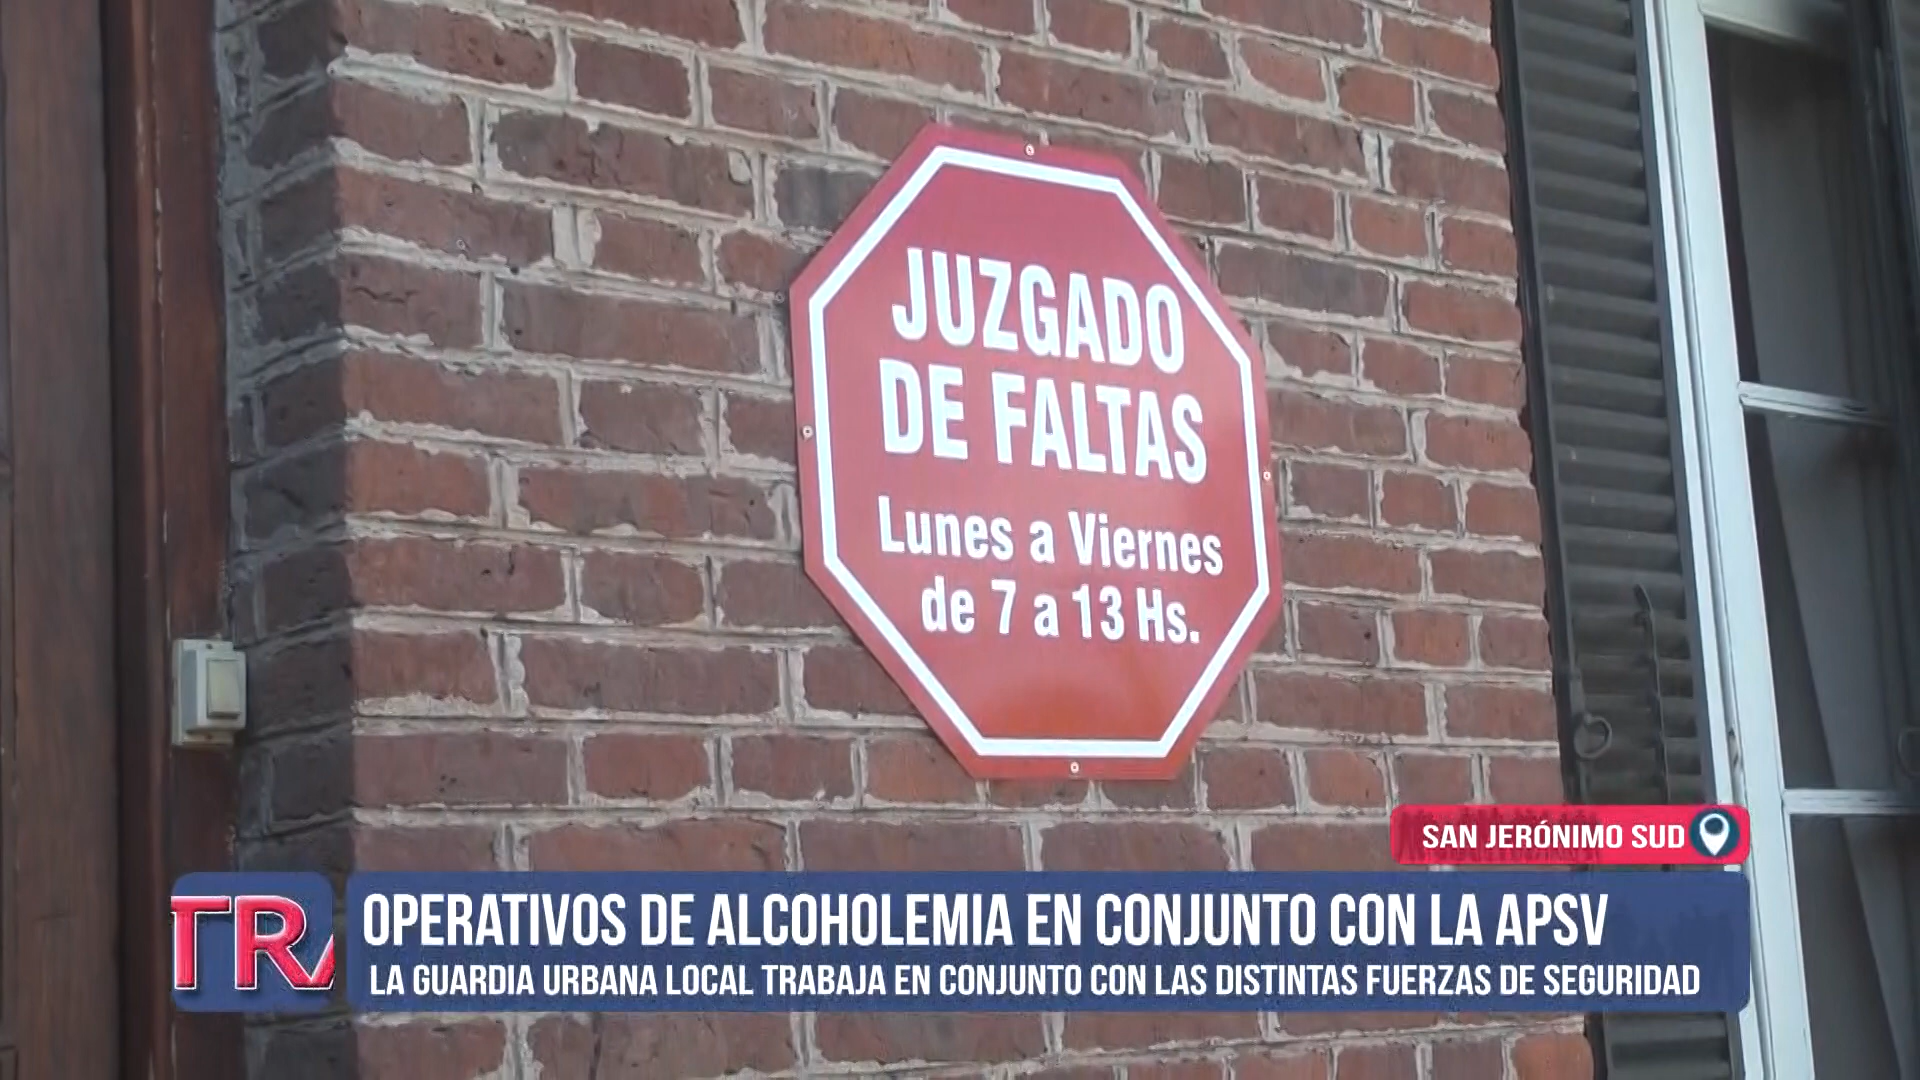 JUZGADO
DE FALTAS
Lunes a Viernes
de 7 a 13 Hs.
SAN JERÓNIMO SUD
OPERATIVOS DE ALCOHOLEMIA EN CONJUNTO CON LA APSV
LA GUARDIA URBANA LOCAL TRABAJA EN CONJUNTO CON LAS DISTINTAS FUERZAS DE SEGURIDAD